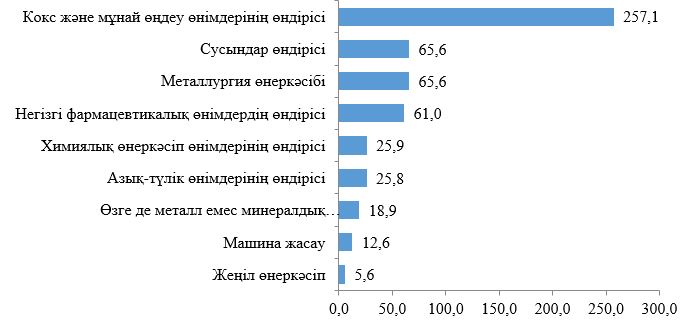 Кокс және мұнай өңдеу өнімдерінің өндірісі 257,1
Сусындар өндірісі 65,6
Металлургия өнеркәсібі 65,6
Негізгі фармацевтикалық өнімдердің өндірісі 61,0
Химиялық өнеркәсіп өнімдерінің өндірісі 25,9
Азық-түлік өнімдерінің өндірісі 25,8
Өзге де металл емес минералдық… 18,9
Машина жасау 12,6
Жеңіл өнеркәсіп 5,6
0,0 50,0 100,0 150,0 200,0 250,0 300,0